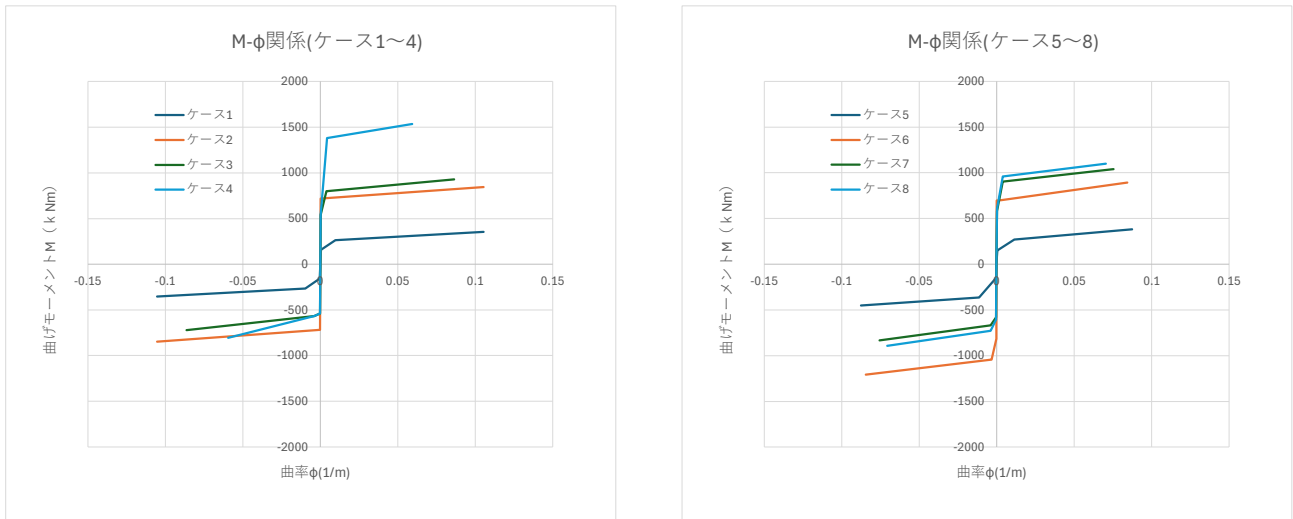 M-φ関係(ケース1～4)
2000
1500
1000
500
0
-500
-1000
-1500
-2000
-0.15
-0.1
-0.05
0
0.05
0.1
0.15
ケース1
ケース2
ケース3
ケース4
曲げモーメントM（ｋNm）
曲率φ(1/m)
M-φ関係(ケース5～8)
2000
1500
1000
500
0
-500
-1000
-1500
-2000
-0.15
-0.1
-0.05
0
0.05
0.1
0.15
ケース5
ケース6
ケース7
ケース8
曲げモーメントM（ｋNm）
曲率φ(1/m)